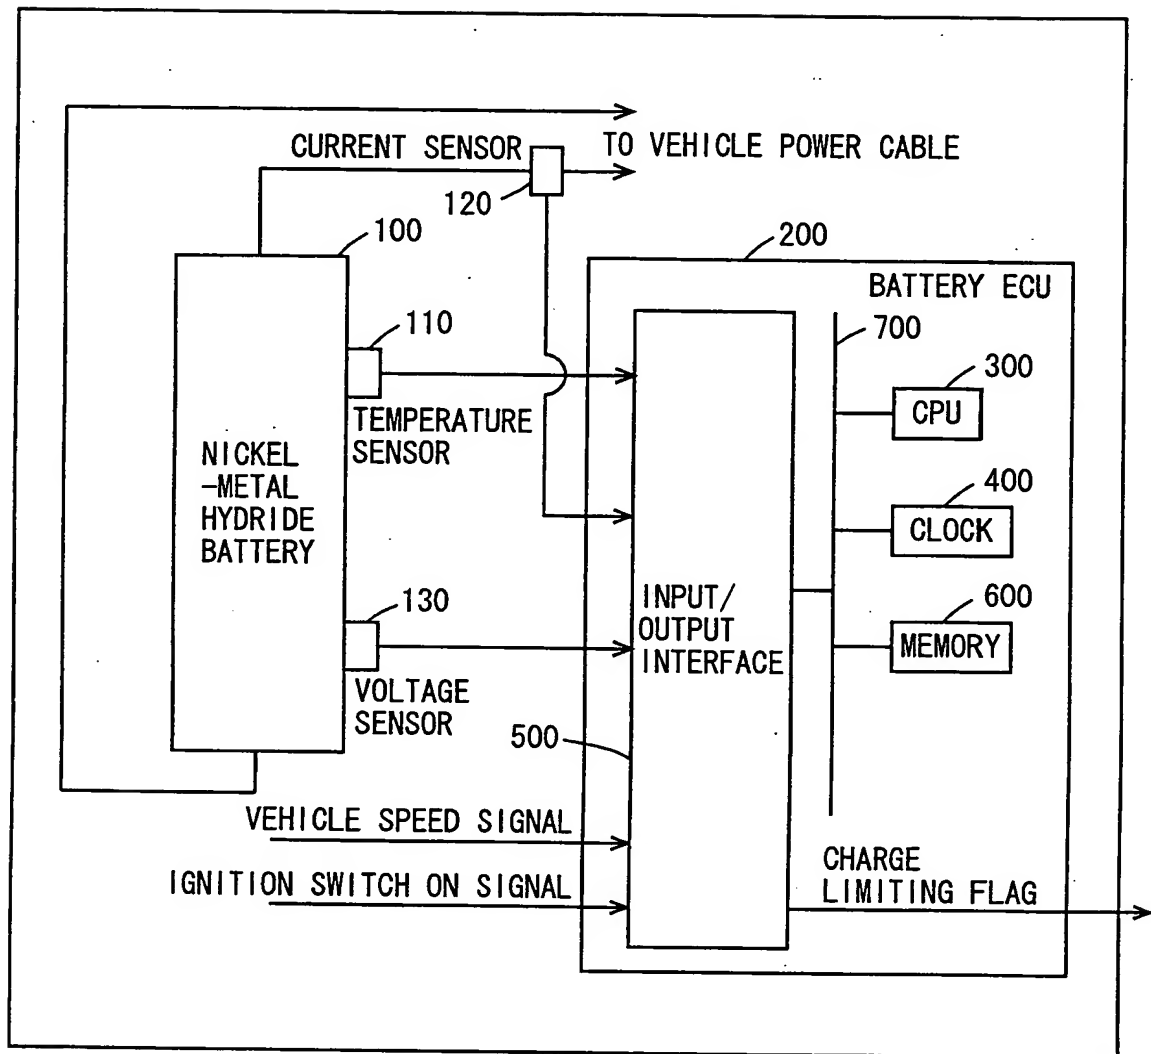 CURRENT SENSOR
TO VEHICLE POWER CABLE
120
100
200
BATTERY ECU
110
700
300
CPU
TEMPERATURE
SENSOR
NICKEL
-METAL
HYDRIDE
BATTERY
400
CLOCK
130
INPUT/
OUTPUT
INTERFACE
600
MEMORY
VOLTAGE
SENSOR
500
VEHICLE SPEED SIGNAL
IGNITION SWITCH ON SIGNAL
CHARGE
LIMITING FLAG